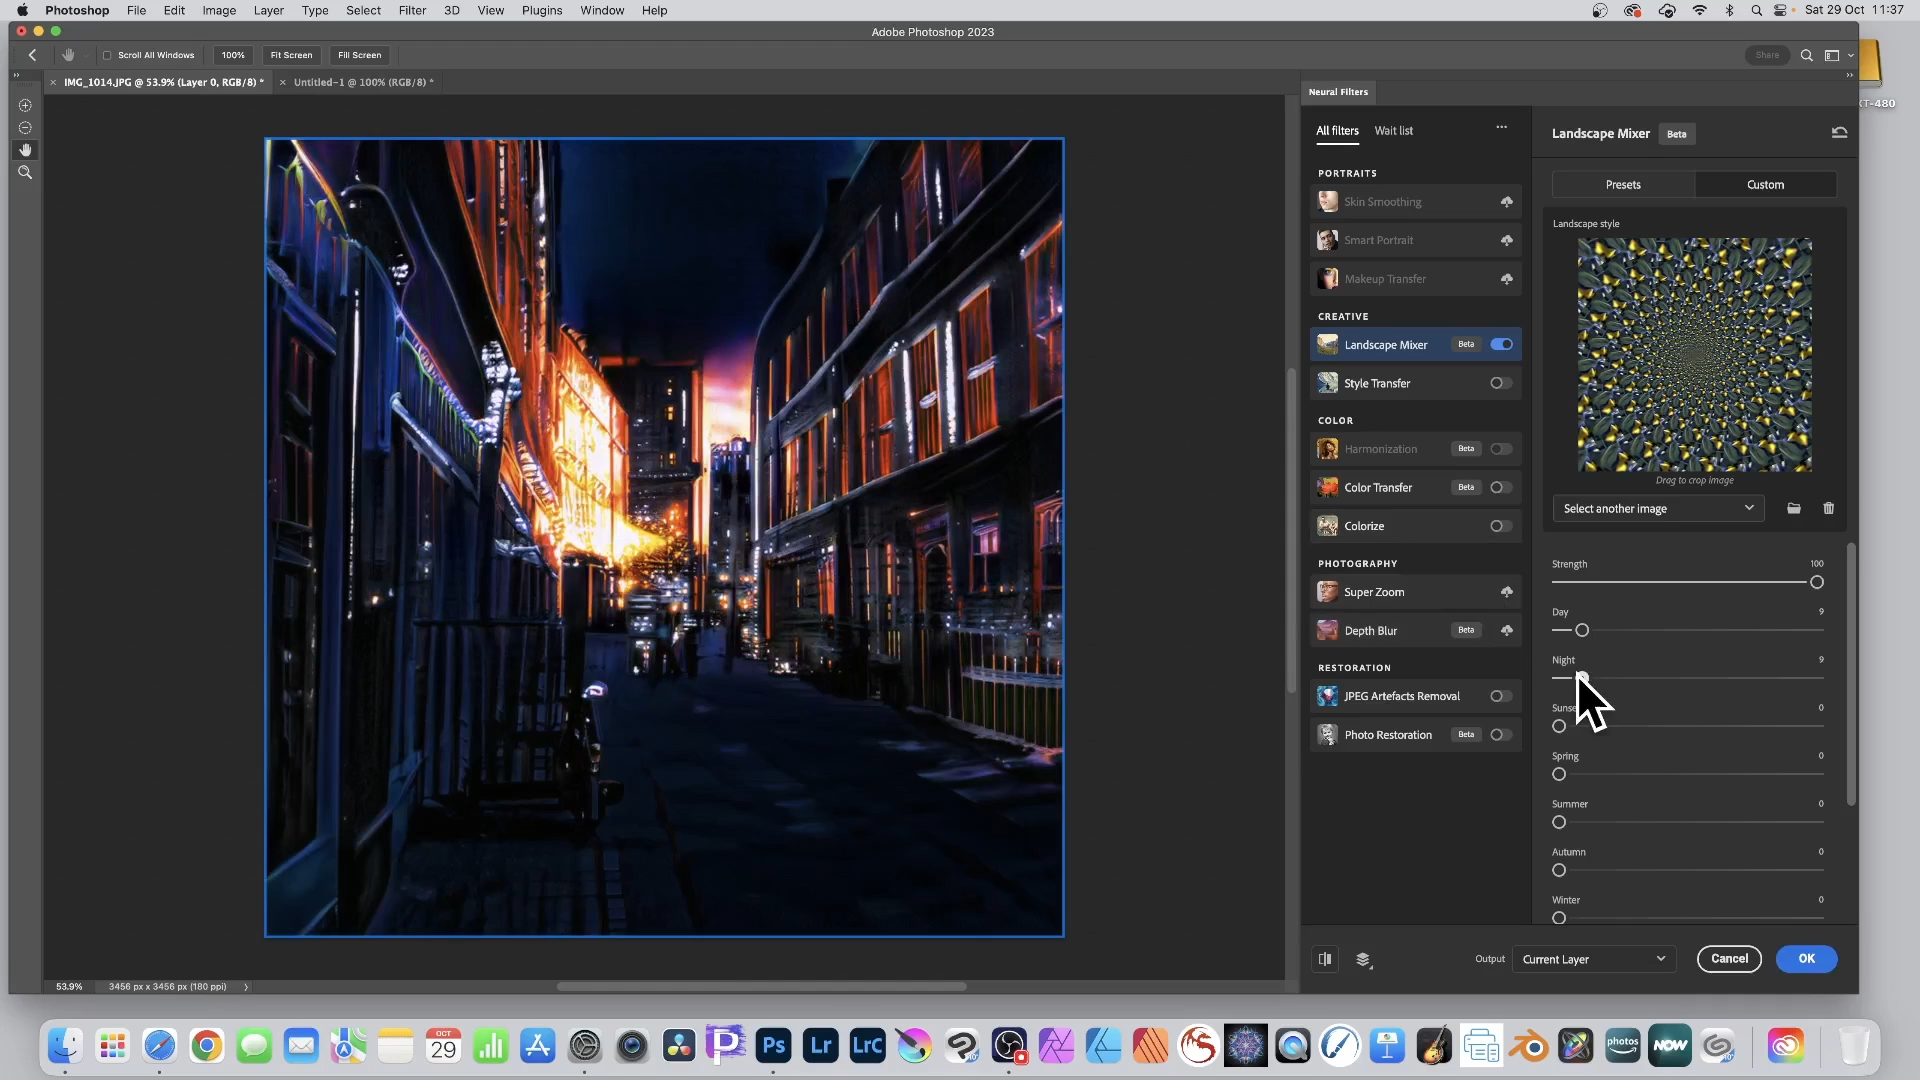 Photoshop File Edit Image Layer Type Select Filter 3D View Plugins Window Help Sat 29 Oct 11:37
Adobe Photoshop 2023
Scroll All Windows 100% Fit Screen Fill Screen Share
IMG_1014.JPG @ 53.9% (Layer 0, RGB/8) * Untitled-1 @ 100% (RGB/8) *
Neural Filters
All filters Wait list
PORTRAITS
Skin Smoothing
Smart Portrait
Makeup Transfer
CREATIVE
Landscape Mixer Beta
Style Transfer
COLOR
Harmonization Beta
Color Transfer Beta
Colorize
PHOTOGRAPHY
Super Zoom
Depth Blur Beta
RESTORATION
JPEG Artefacts Removal
Photo Restoration Beta
Landscape Mixer Beta
Presets Custom
Landscape style
Drag to crop image
Select another image
Strength 100
Day 9
Night 9
Sunse 0
Spring 0
Summer 0
Autumn 0
Winter 0
Output Current Layer Cancel OK
53.9% 3456 px x 3456 px (180 ppi)
OCT
29
Ps Lr LrC
photos
NOW